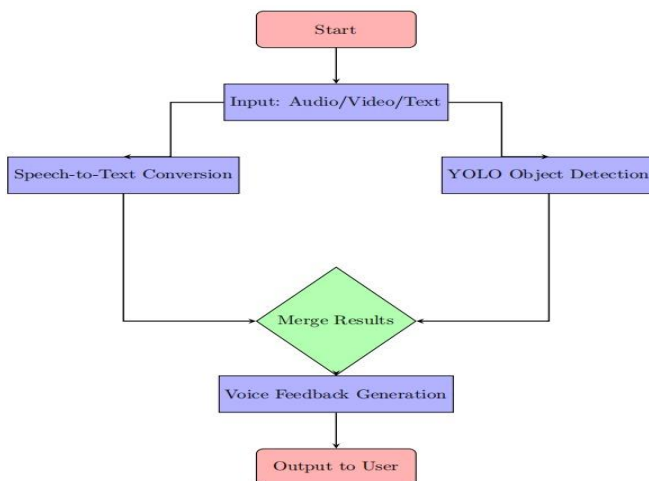 Start
Input: Audio/Video/Text
Speech-to-Text Conversion
YOLO Object Detection
Merge Results
Voice Feedback Generation
Output to User